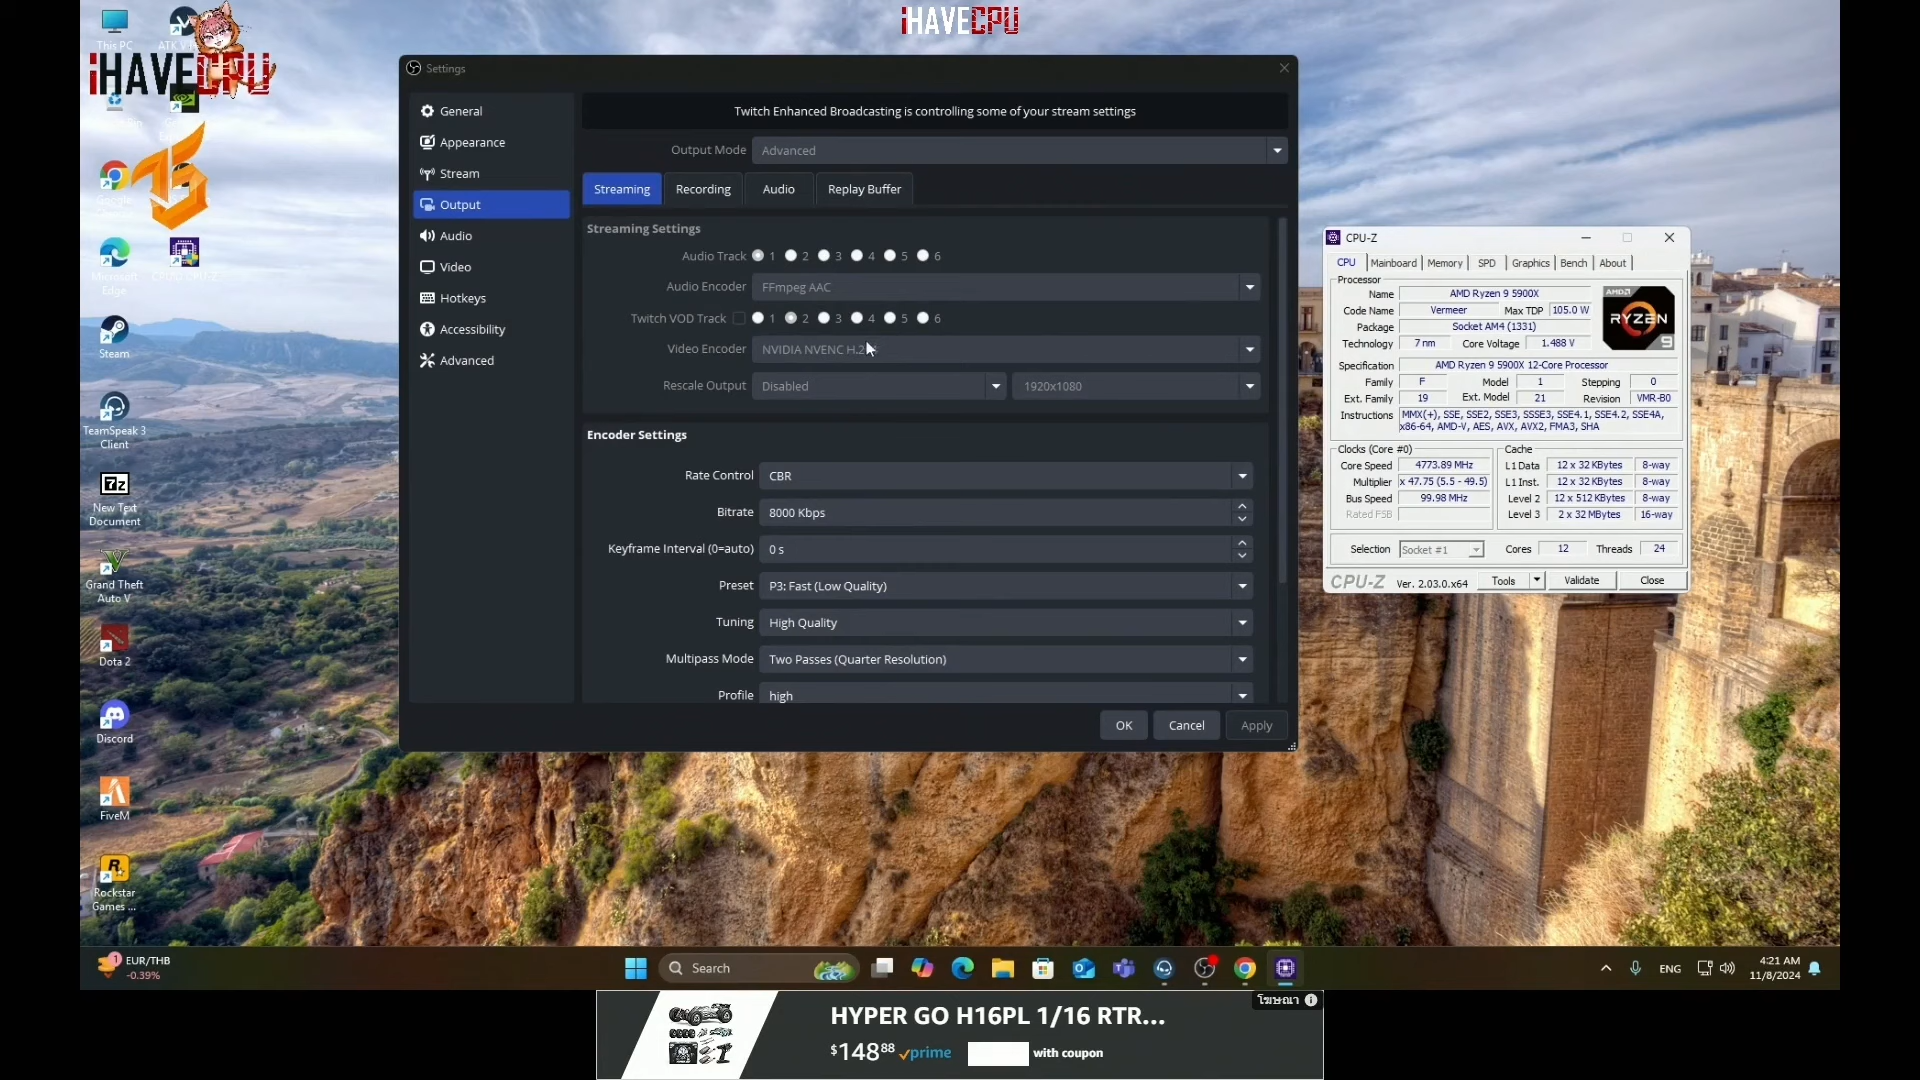 iHAVECPU
This PC
iHAVECPU
Settings
General
Appearance
Stream
Output
Audio
Video
Hotkeys
Accessibility
Advanced
Twitch Enhanced Broadcasting is controlling some of your stream settings
Output Mode Advanced
Streaming Recording Audio Replay Buffer
Streaming Settings
Audio Track 1 2 3 4 5 6
Audio Encoder FFmpeg AAC
Twitch VOD Track 1 2 3 4 5 6
Video Encoder NVIDIA NVENC
Rescale Output Disabled 1920x1080
Encoder Settings
Rate Control CBR
Bitrate 8000 Kbps
Keyframe Interval (0=auto) 0 s
Preset P3: Fast (Low Quality)
Tuning High Quality
Multipass Mode Two Passes (Quarter Resolution)
Profile high
OK Cancel Apply
CPU-Z
CPU Mainboard Memory SPD Graphics Bench About
Processor
Name AMD Ryzen 9 5900X
Code Name Vermeer Max TDP 105.0 W
Package Socket AM4 (1331)
Technology 7 nm Core Voltage 1.488 V
AMD
RYZEN
9
Specification AMD Ryzen 9 5900X 12-Core Processor
Family F Model 1 Stepping 0
Ext. Family 19 Ext. Model 21 Revision VMR-B0
Instructions MMX(+), SSE, SSE2, SSE3, SSSE3, SSE4.1, SSE4.2, SSE4A,
x86-64, AMD-V, AES, AVX, AVX2, FMA3, SHA
Clocks (Core #0)
Core Speed 4773.89 MHz
Multiplier x 47.75 (5.5 - 49.5)
Bus Speed 99.98 MHz
Rated FSB
Cache
L1 Data 12 x 32 KBytes 8-way
L1 Inst. 12 x 32 KBytes 8-way
Level 2 12 x 512 KBytes 8-way
Level 3 2 x 32 MBytes 16-way
Selection Socket #1 Cores 12 Threads 24
CPU-Z Ver. 2.03.0.x64 Tools Validate Close
Microsoft
Edge
Steam
TeamSpeak 3
Client
New Text
Document
Grand Theft
Auto V
Dota 2
Discord
FiveM
Rockstar
Games ...
1
EUR/THB
-0.39%
Search
ENG
4:21 AM
11/8/2024
โฆษณา
HYPER GO H16PL 1/16 RTR...
$148.88 prime with coupon